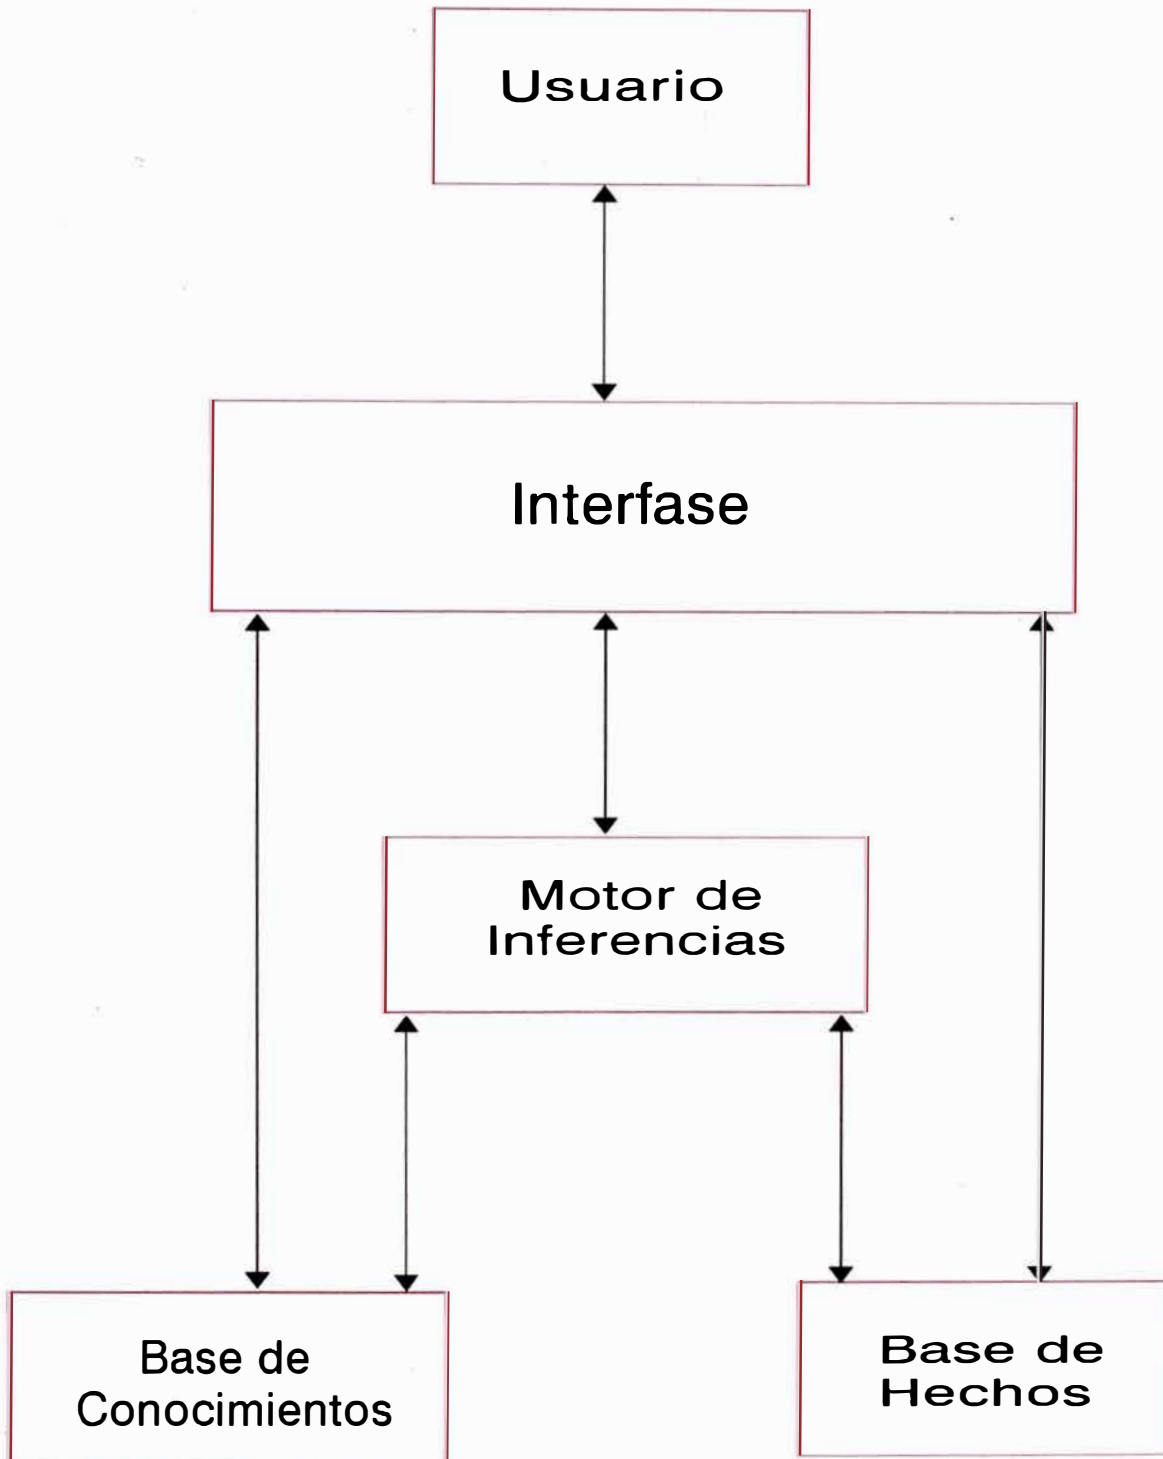 Usuario
Interfase
Motor de
Inferencias
Base de
Conocimientos
Base de
Hechos